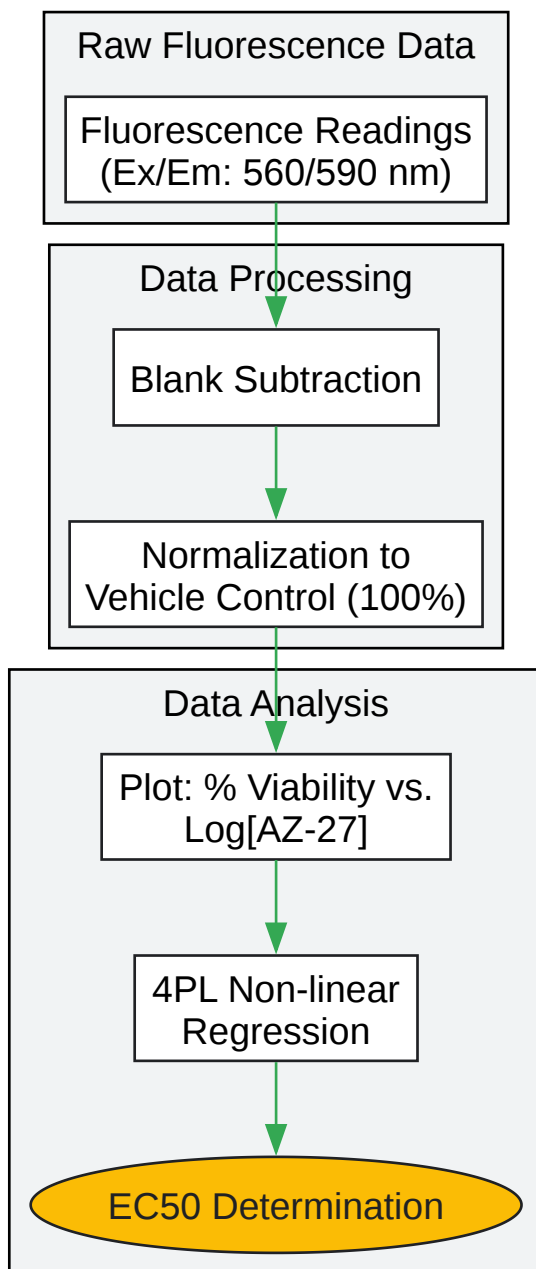 Raw Fluorescence Data
Fluorescence Readings
(Ex/Em: 560/590 nm)
Data Processing
Blank Subtraction
Normalization to
Vehicle Control (100%)
Data Analysis
Plot: % Viability vs.
Log[AZ-27]
4PL Non-linear
Regression
EC50 Determination